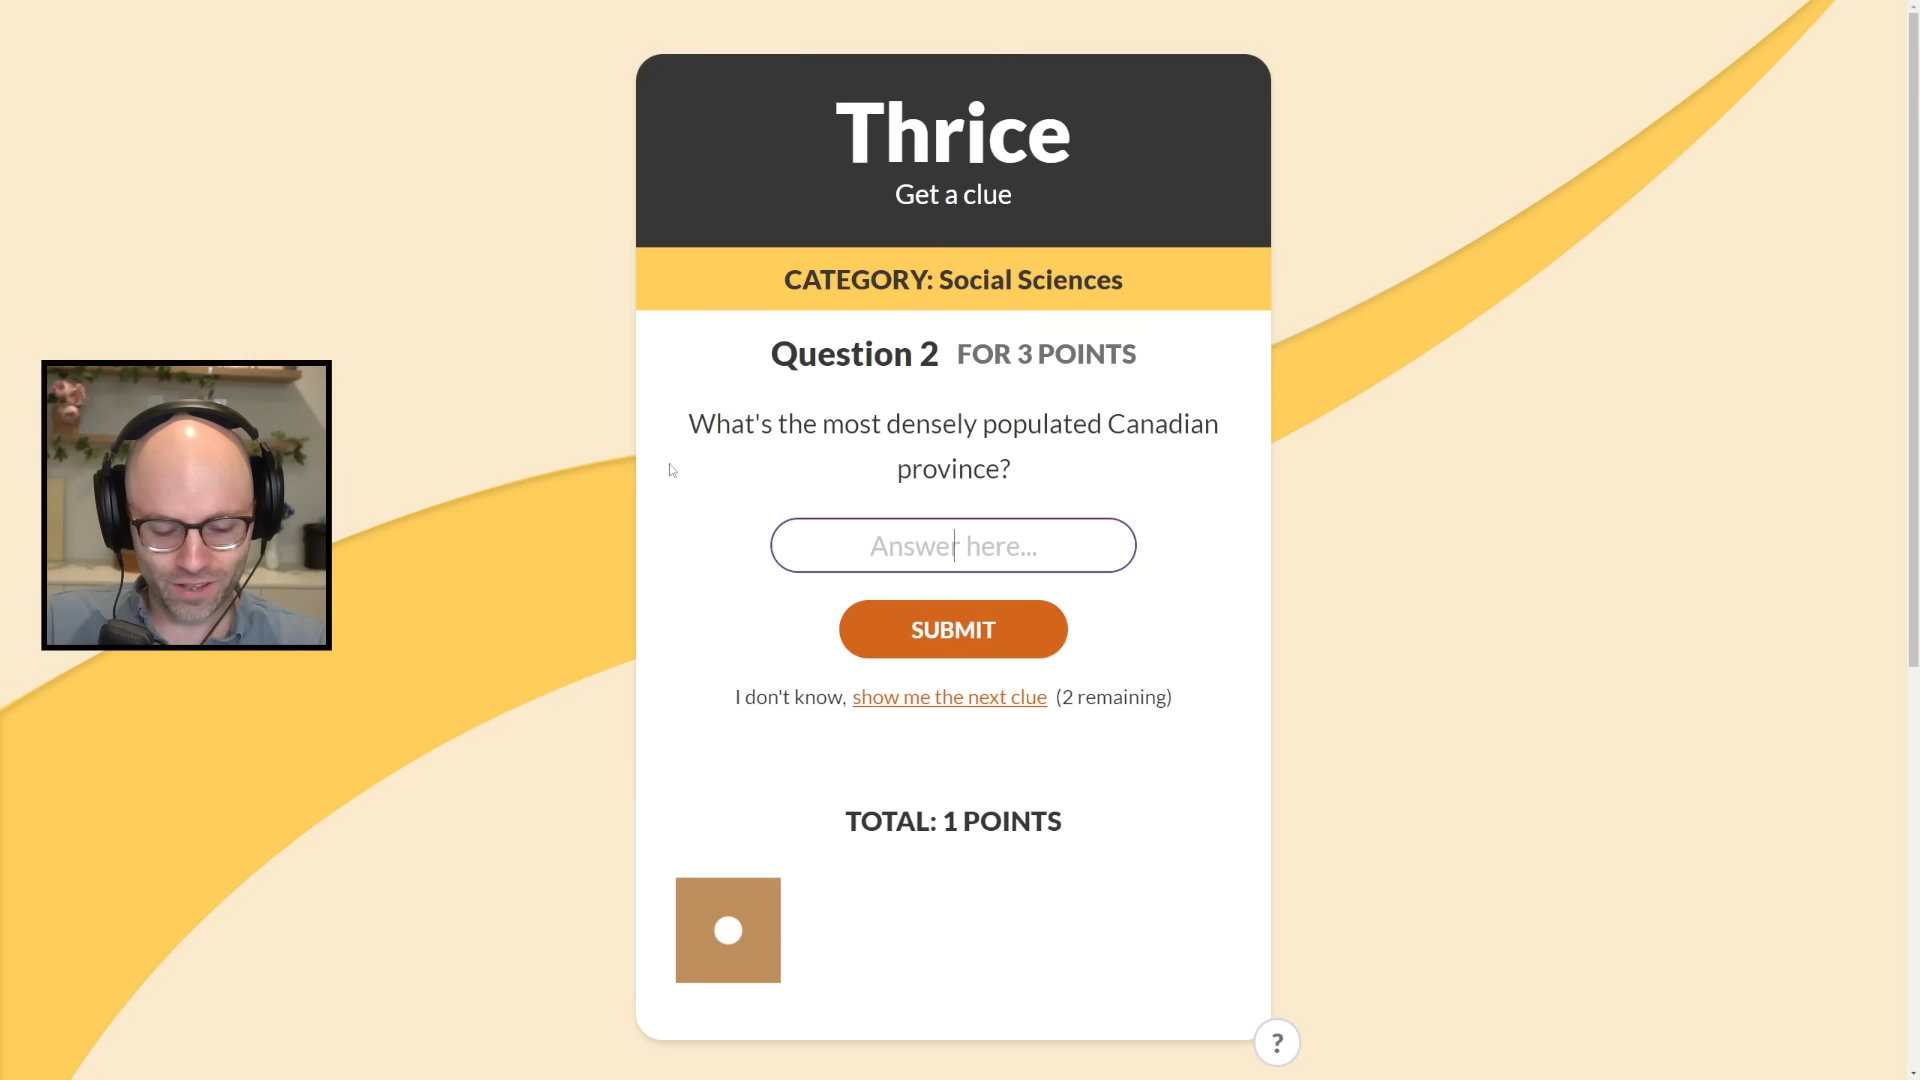 Thrice
Get a clue
CATEGORY: Social Sciences
Question 2 FOR 3 POINTS
What's the most densely populated Canadian
province?
Answer here...
SUBMIT
I don't know, show me the next clue (2 remaining)
TOTAL: 1 POINTS
?